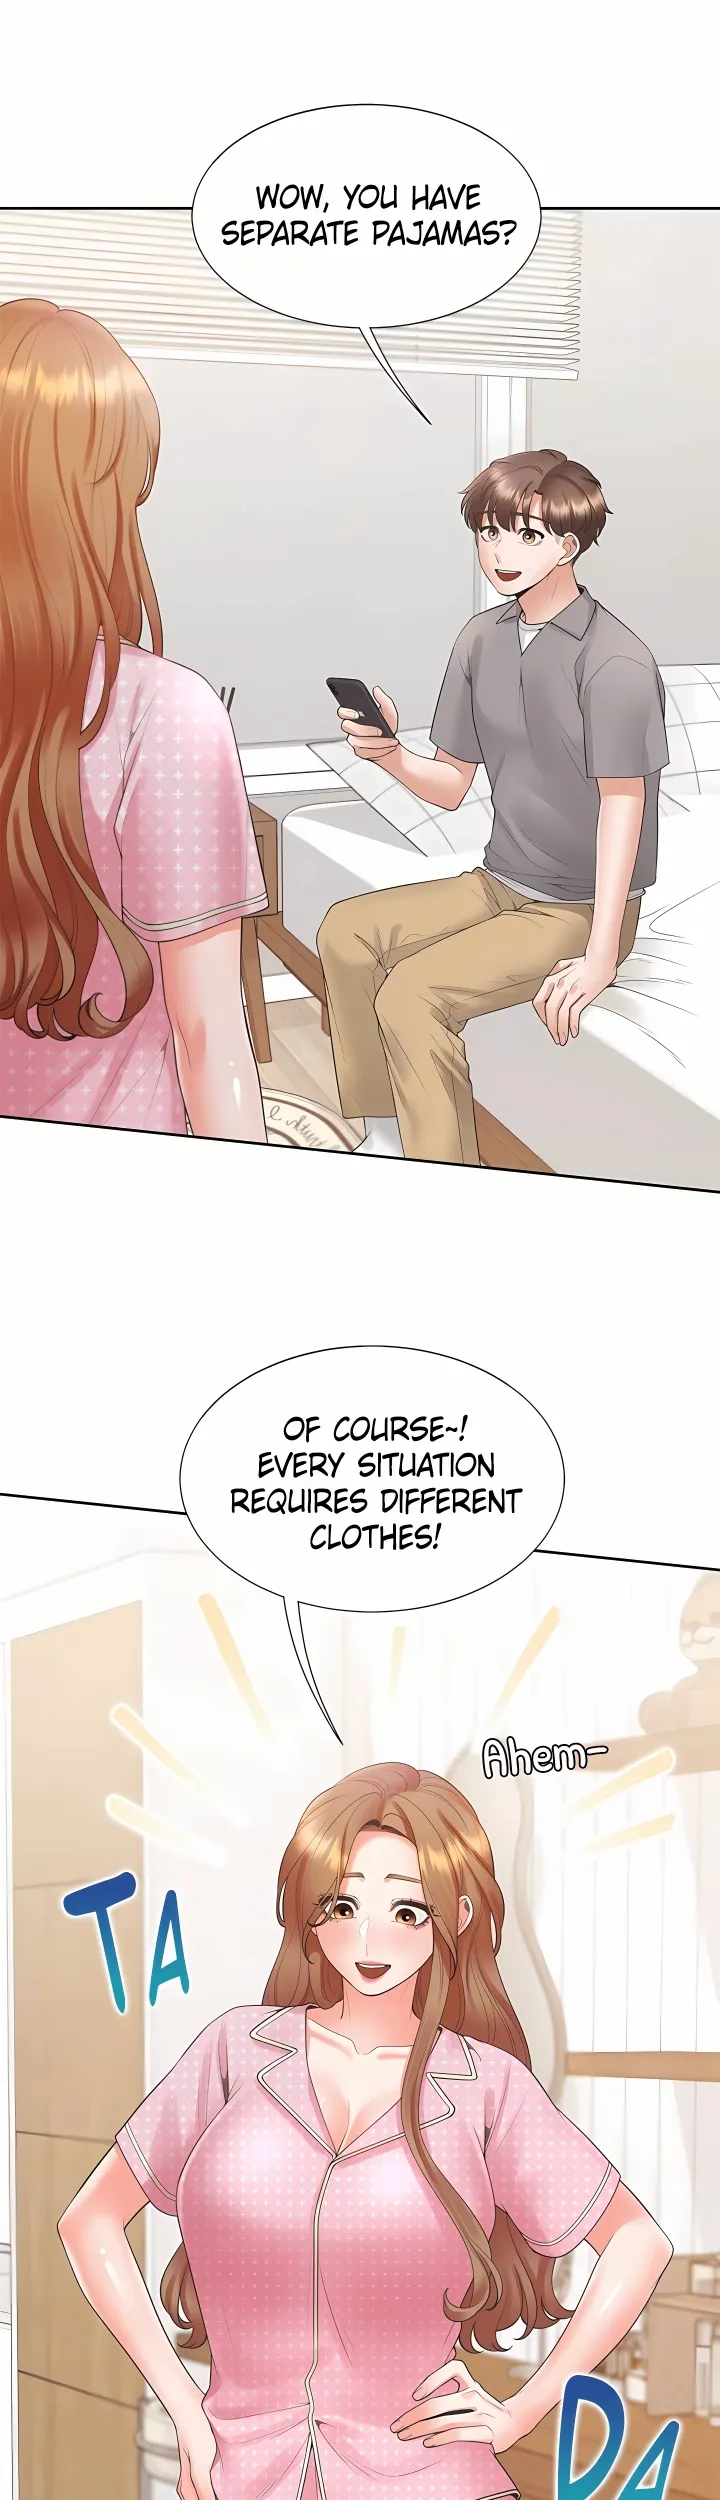 WOW, YOU HAVE
SEPARATE PAJAMAS?
OF COURSE~!
EVERY SITUATION
REQUIRES DIFFERENT
CLOTHES!
Ahem-
TA
DA